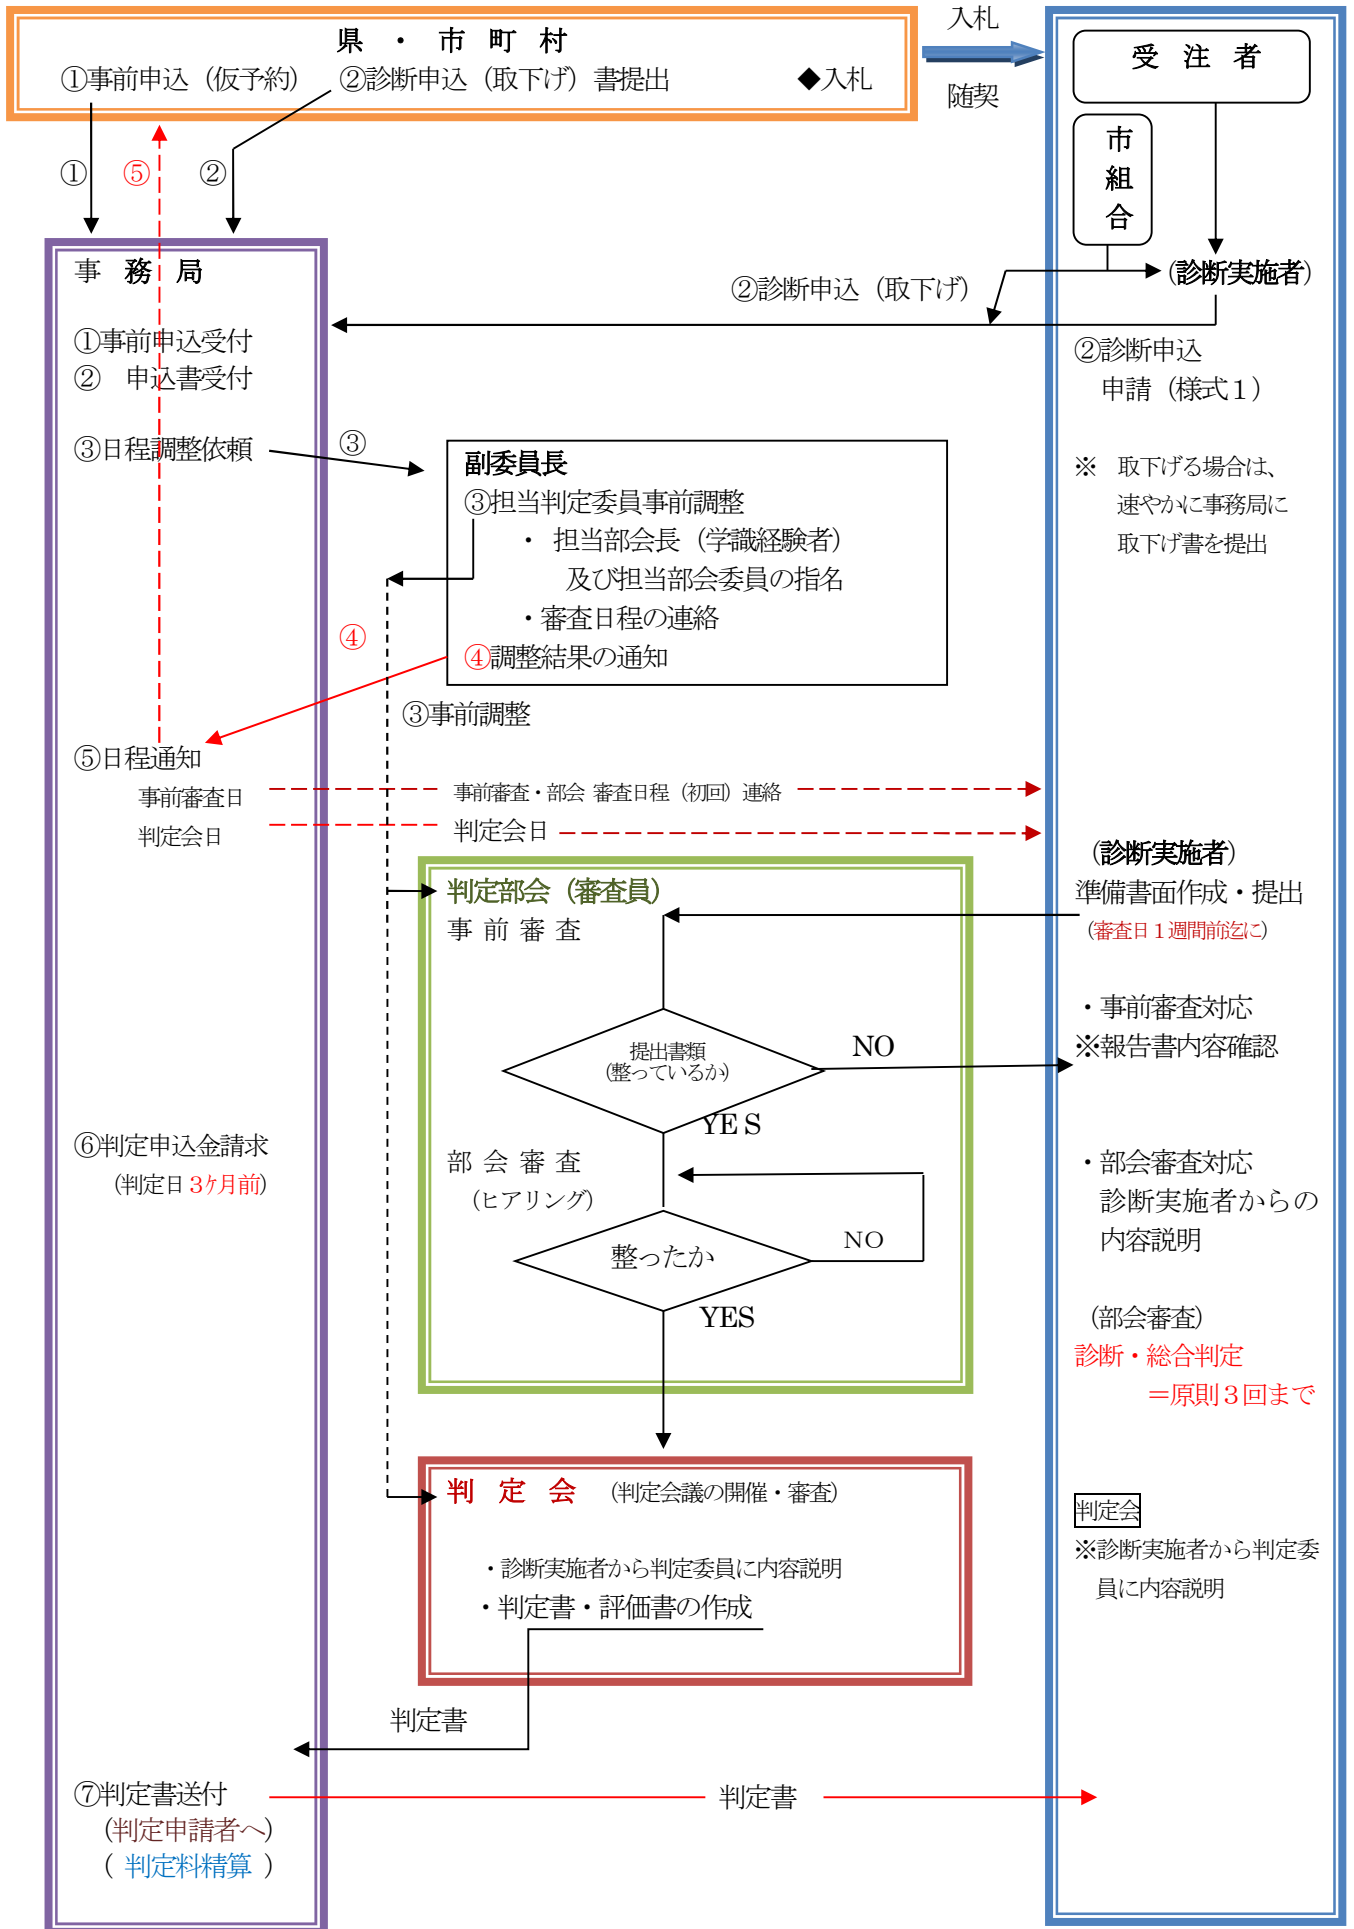 県 ・ 市 町 村
①事前申込（仮予約） ②診断申込（取下げ）書提出 ◆入札
入札
随契
受 注 者
市
組
合
①
⑤
②
事 務 局
①事前申込受付
② 申込書受付
③日程調整依頼
③
②診断申込（取下げ）
（診断実施者）
②診断申込
申請（様式１）
※ 取下げる場合は、
速やかに事務局に
取下げ書を提出
副委員長
③担当判定委員事前調整
・ 担当部会長（学識経験者）
及び担当部会委員の指名
・審査日程の連絡
④調整結果の通知
④
③事前調整
⑤日程通知
事前審査日
判定会日
事前審査・部会 審査日程（初回）連絡
判定会日
判定部会（審査員）
事 前 審 査
提出書類
(整っているか)
NO
YES
部 会 審 査
（ヒアリング）
整ったか
NO
YES
（診断実施者）
準備書面作成・提出
（審査日１週間前迄に）
・事前審査対応
※報告書内容確認
・部会審査対応
診断実施者からの
内容説明
（部会審査）
診断・総合判定
＝原則３回まで
⑥判定申込金請求
（判定日３ケ月前）
判 定 会 （判定会議の開催・審査）
・診断実施者から判定委員に内容説明
・判定書・評価書の作成
判定会
※診断実施者から判定委
員に内容説明
判定書
⑦判定書送付
（判定申請者へ）
（ 判定料精算 ）
判定書